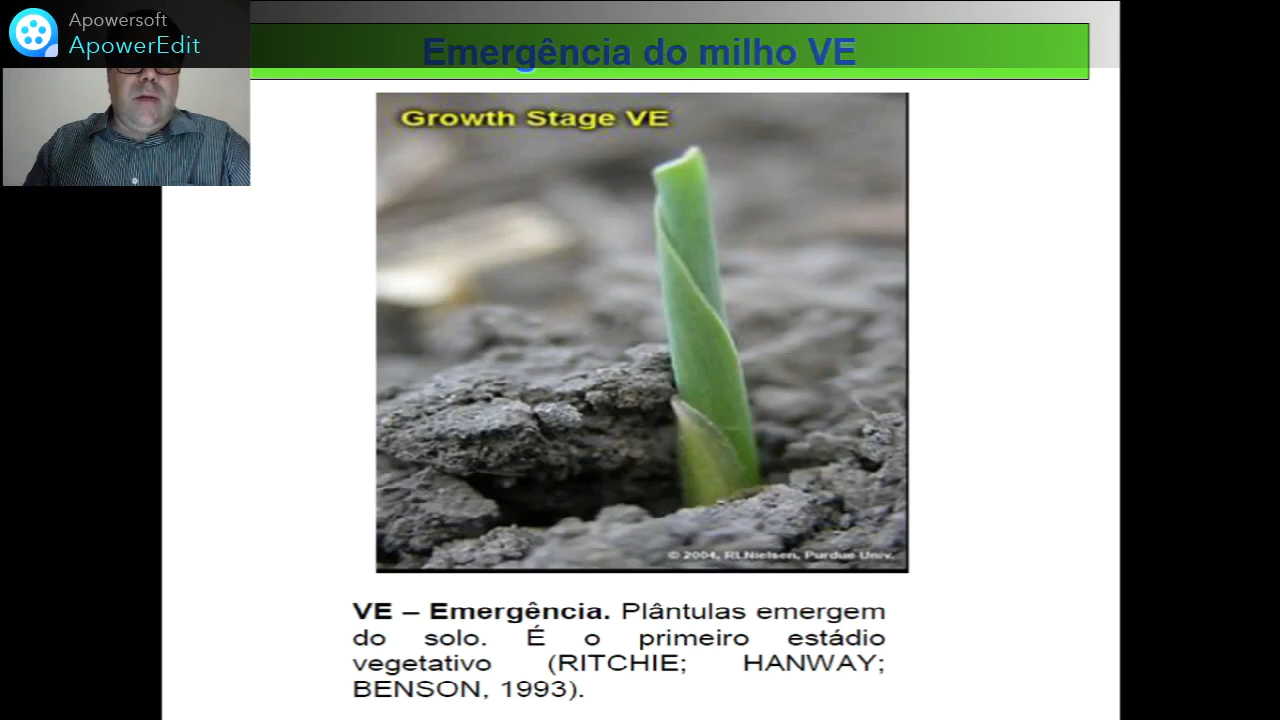 Apowersoft
ApowerEdit
Emergência do milho VE
Growth Stage VE
© 2004, RLNielsen, Purdue Univ.
VE – Emergência. Plântulas emergem
do solo. É o primeiro estádio
vegetativo (RITCHIE; HANWAY;
BENSON, 1993).